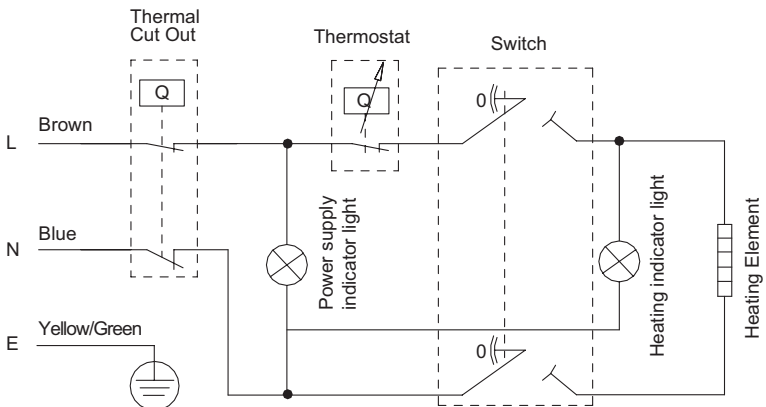 Thermal
Cut Out
Thermostat
Switch
Q
Q
0
L
Brown
N
Blue
Power supply
indicator light
Heating indicator light
Heating Element
E
Yellow/Green
0